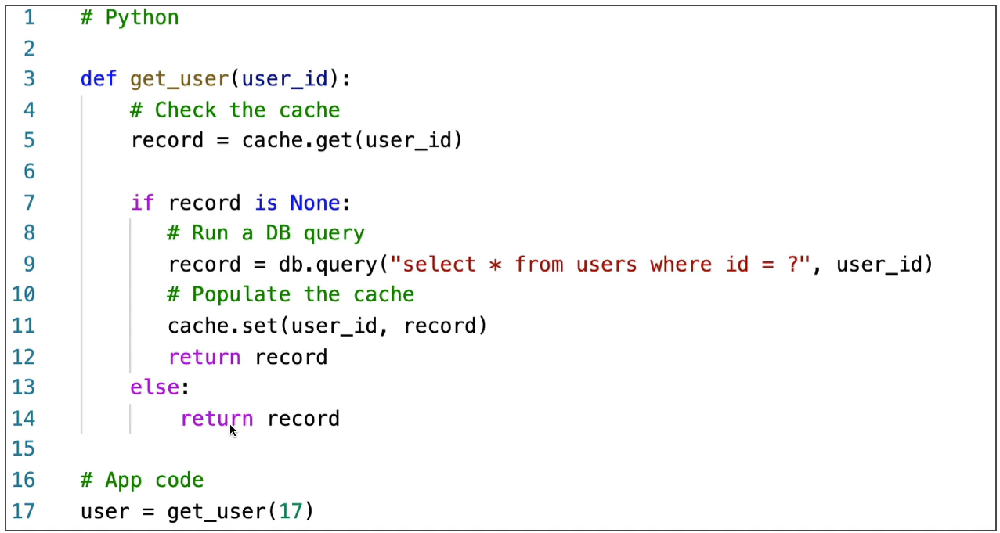 1 # Python
2
3 def get_user(user_id):
4     # Check the cache
5     record = cache.get(user_id)
6
7     if record is None:
8        # Run a DB query
9        record = db.query("select * from users where id = ?", user_id)
10        # Populate the cache
11        cache.set(user_id, record)
12        return record
13     else:
14         return record
15
16 # App code
17 user = get_user(17)